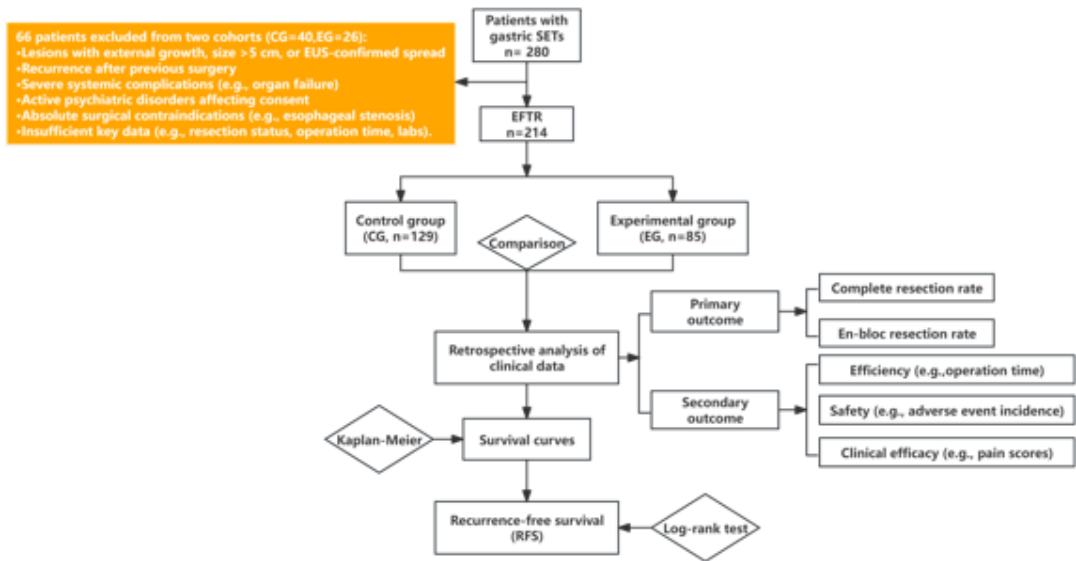 Patients with
gastric SETs
n= 280
66 patients excluded from two cohorts (CG=40,EG=26):
•Lesions with external growth, size >5 cm, or EUS-confirmed spread
•Recurrence after previous surgery
•Severe systemic complications (e.g., organ failure)
•Active psychiatric disorders affecting consent
•Absolute surgical contraindications (e.g., esophageal stenosis)
•Insufficient key data (e.g., resection status, operation time, labs).
EFTR
n=214
Control group
(CG, n=129)
Comparison
Experimental group
(EG, n=85)
Retrospective analysis of
clinical data
Primary
outcome
Complete resection rate
En-bloc resection rate
Secondary
outcome
Efficiency (e.g.,operation time)
Safety (e.g., adverse event incidence)
Clinical efficacy (e.g., pain scores)
Kaplan-Meier
Survival curves
Recurrence-free survival
(RFS)
Log-rank test